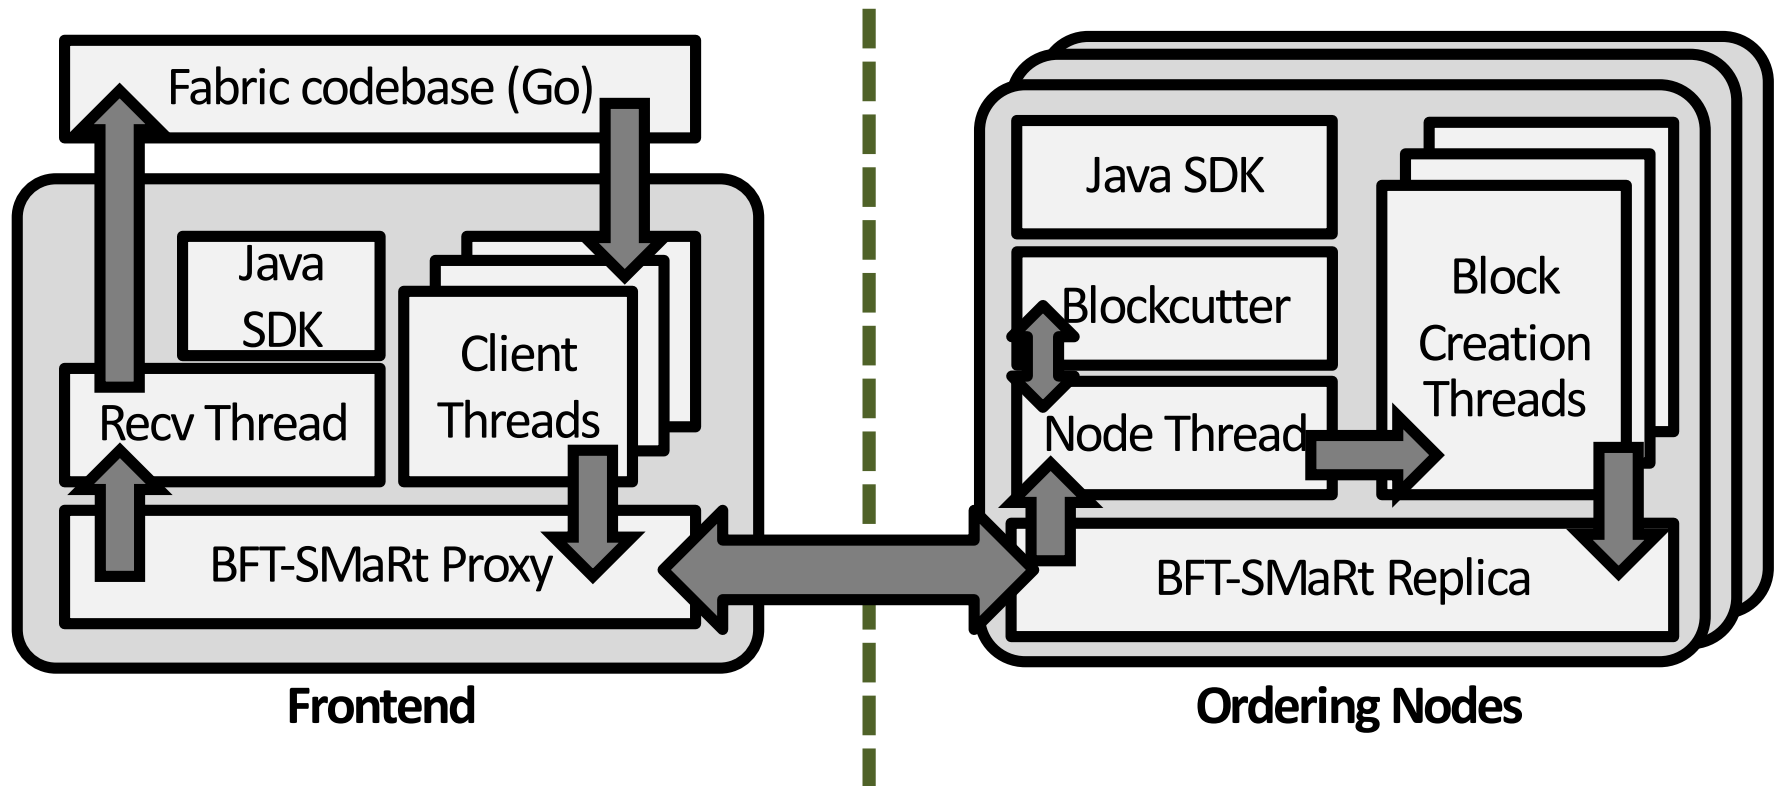 Fabric codebase (Go)
Java
SDK
Client
Threads
Recv Thread
BFT-SMaRt Proxy
Frontend
Java SDK
Blockcutter
Node Thread
Block
Creation
Threads
BFT-SMaRt Replica
Ordering Nodes